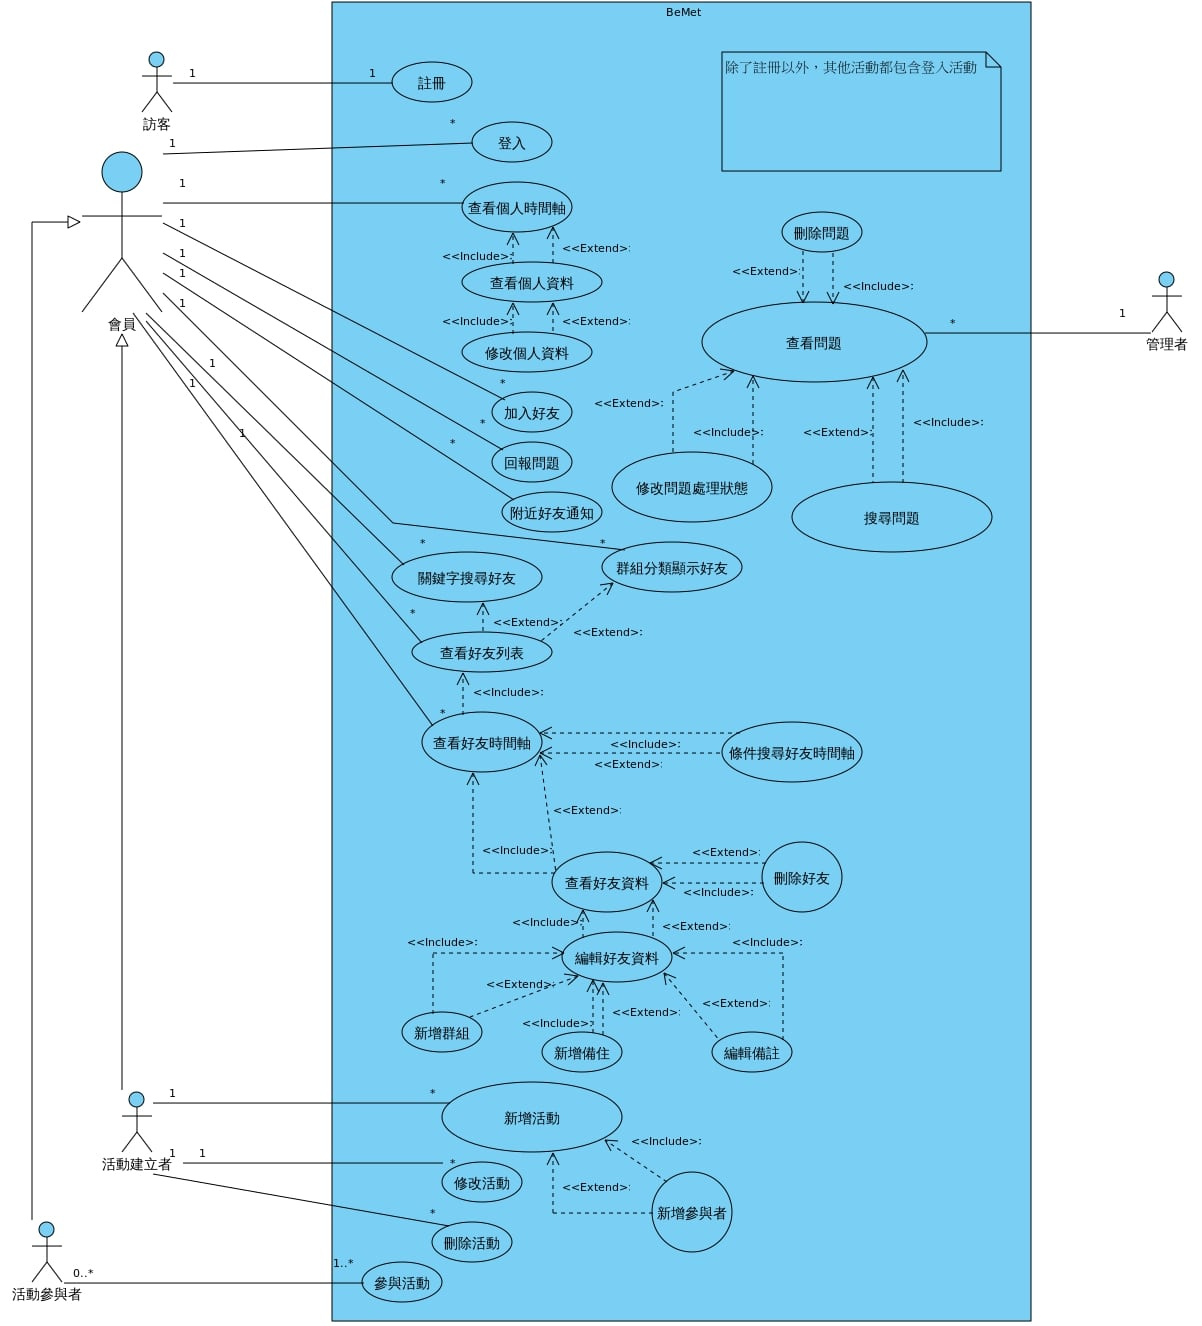 BeMet
除了註冊以外，其他活動都包含登入活動
訪客
1
1
註冊
1
*
登入
會員
1
*
查看個人時間軸
<<Include>>
<<Extend>>
查看個人資料
<<Include>>
<<Extend>>
修改個人資料
1
*
加入好友
1
*
回報問題
1
*
附近好友通知
1
*
群組分類顯示好友
1
*
關鍵字搜尋好友
1
*
<<Extend>>
<<Extend>>
查看好友列表
<<Include>>
1
*
查看好友時間軸
<<Include>>
<<Extend>>
條件搜尋好友時間軸
<<Extend>>
<<Include>>
查看好友資料
<<Extend>>
<<Include>>
刪除好友
<<Include>>
<<Extend>>
編輯好友資料
<<Include>>
<<Extend>>
<<Include>>
<<Extend>>
<<Include>>
<<Extend>>
新增群組
新增備住
編輯備註
刪除問題
<<Extend>>
<<Include>>
查看問題
*
1
管理者
<<Extend>>
<<Include>>
<<Extend>>
<<Include>>
修改問題處理狀態
搜尋問題
活動建立者
1
*
新增活動
<<Include>>
<<Extend>>
新增參與者
1
1
*
修改活動
*
刪除活動
活動參與者
0..*
1..*
參與活動